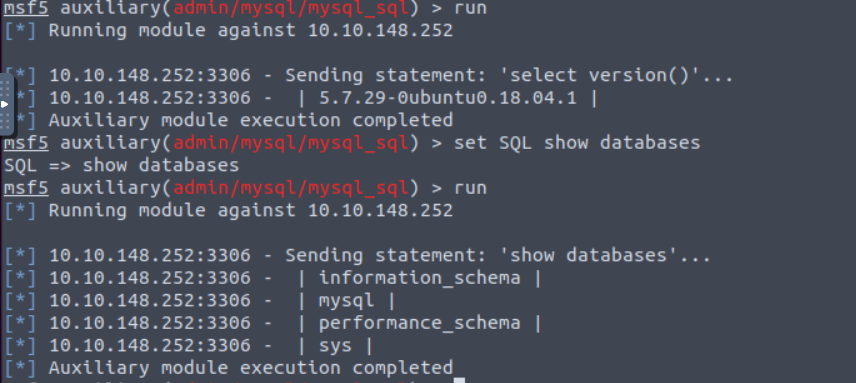 msf5 auxiliary(admin/mysql/mysql_sql) > run
[*] Running module against 10.10.148.252
*] 10.10.148.252:3306 - Sending statement: 'select version()'...
*] 10.10.148.252:3306 -  | 5.7.29-0ubuntu0.18.04.1 |
*] Auxiliary module execution completed
msf5 auxiliary(admin/mysql/mysql_sql) > set SQL show databases
SQL => show databases
msf5 auxiliary(admin/mysql/mysql_sql) > run
[*] Running module against 10.10.148.252
[*] 10.10.148.252:3306 - Sending statement: 'show databases'...
[*] 10.10.148.252:3306 -  | information_schema |
[*] 10.10.148.252:3306 -  | mysql |
[*] 10.10.148.252:3306 -  | performance_schema |
[*] 10.10.148.252:3306 -  | sys |
[*] Auxiliary module execution completed